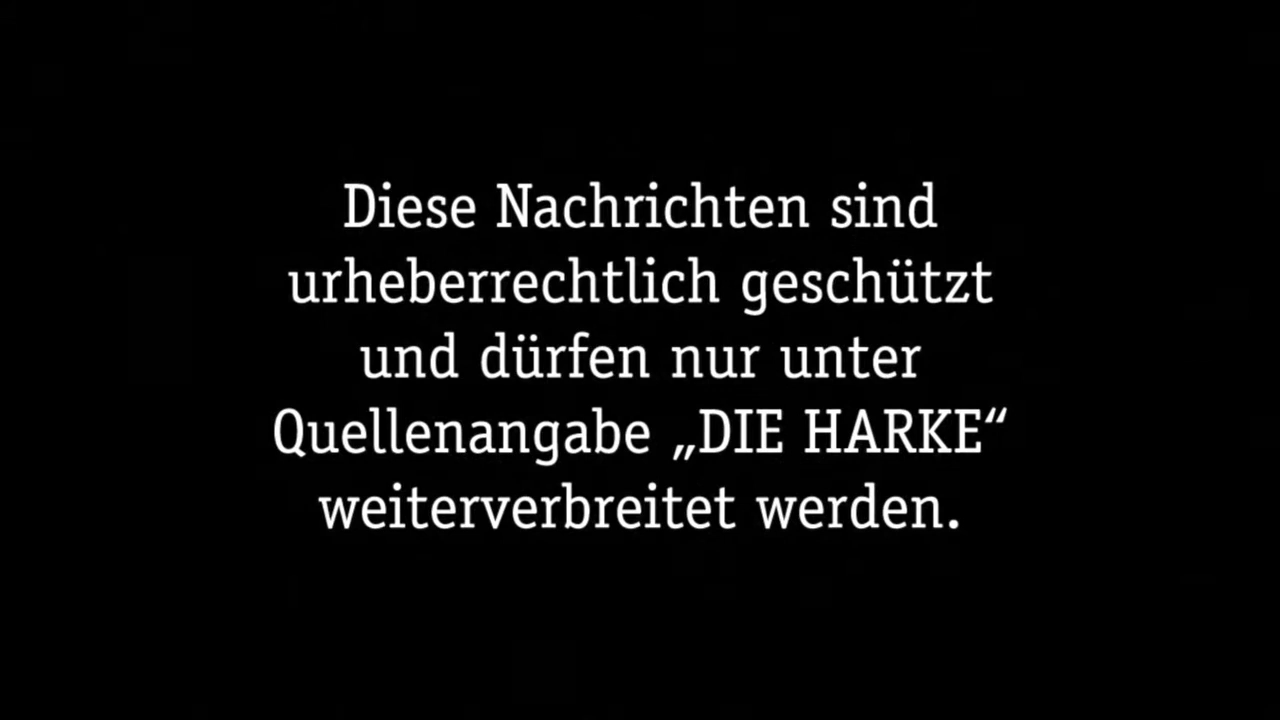 Diese Nachrichten sind
urheberrechtlich geschützt
und dürfen nur unter
Quellenangabe „DIE HARKE“
weiterverbreitet werden.